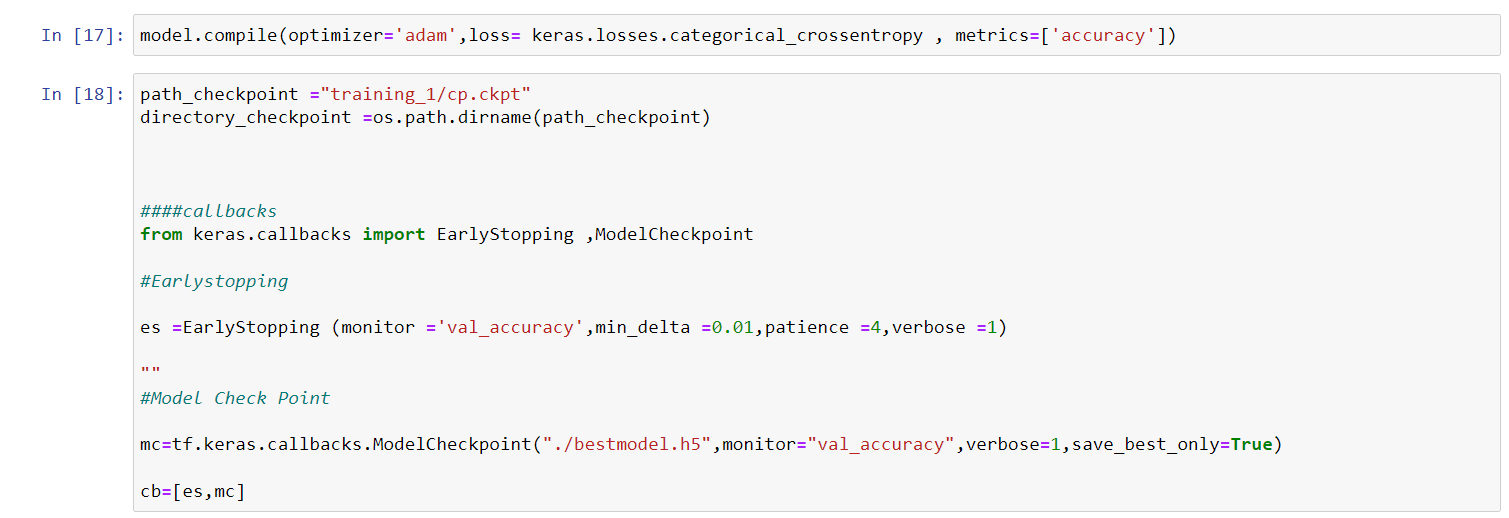 In [17]: model.compile(optimizer='adam',loss= keras.losses.categorical_crossentropy , metrics=['accuracy'])
In [18]: path_checkpoint ="training_1/cp.ckpt"
directory_checkpoint =os.path.dirname(path_checkpoint)
####callbacks
from keras.callbacks import EarlyStopping ,ModelCheckpoint
#Earlystopping
es =EarlyStopping (monitor ='val_accuracy',min_delta =0.01,patience =4,verbose =1)
""
#Model Check Point
mc=tf.keras.callbacks.ModelCheckpoint("./bestmodel.h5",monitor="val_accuracy",verbose=1,save_best_only=True)
cb=[es,mc]